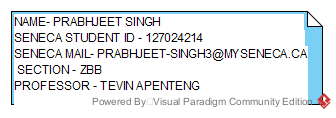 NAME- PRABHJEET SINGH
SENECA STUDENT ID - 127024214
SENECA MAIL- PRABHJEET-SINGH3@MYSENECA.CA
SECTION - ZBB
PROFESSOR - TEVIN APENTENG
Powered By Visual Paradigm Community Edition